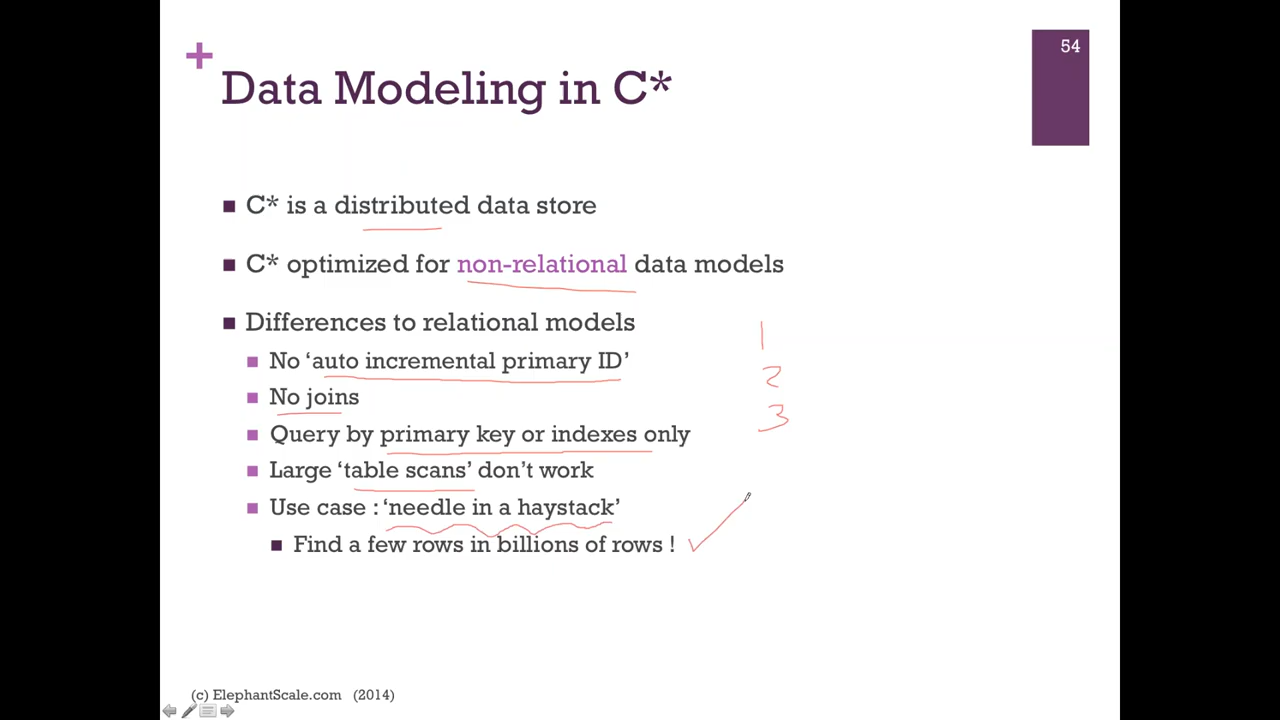 54
+ Data Modeling in C*
C* is a distributed data store
C* optimized for non-relational data models
Differences to relational models
1
No ‘auto incremental primary ID’
2
No joins
3
Query by primary key or indexes only
Large ‘table scans’ don’t work
Use case : ‘needle in a haystack’
Find a few rows in billions of rows !
(c) ElephantScale.com (2014)